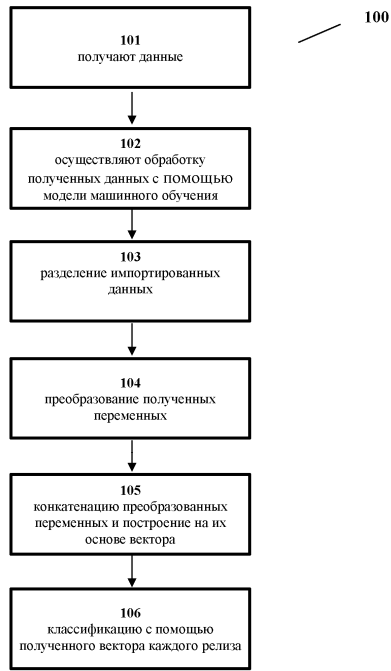 100
101
получают данные
102
осуществляют обработку
полученных данных с помощью
модели машинного обучения
103
разделение импортированных
данных
104
преобразование полученных
переменных
105
конкатенацию преобразованных
переменных и построение на их
основе вектора
106
классификацию с помощью
полученного вектора каждого релиза